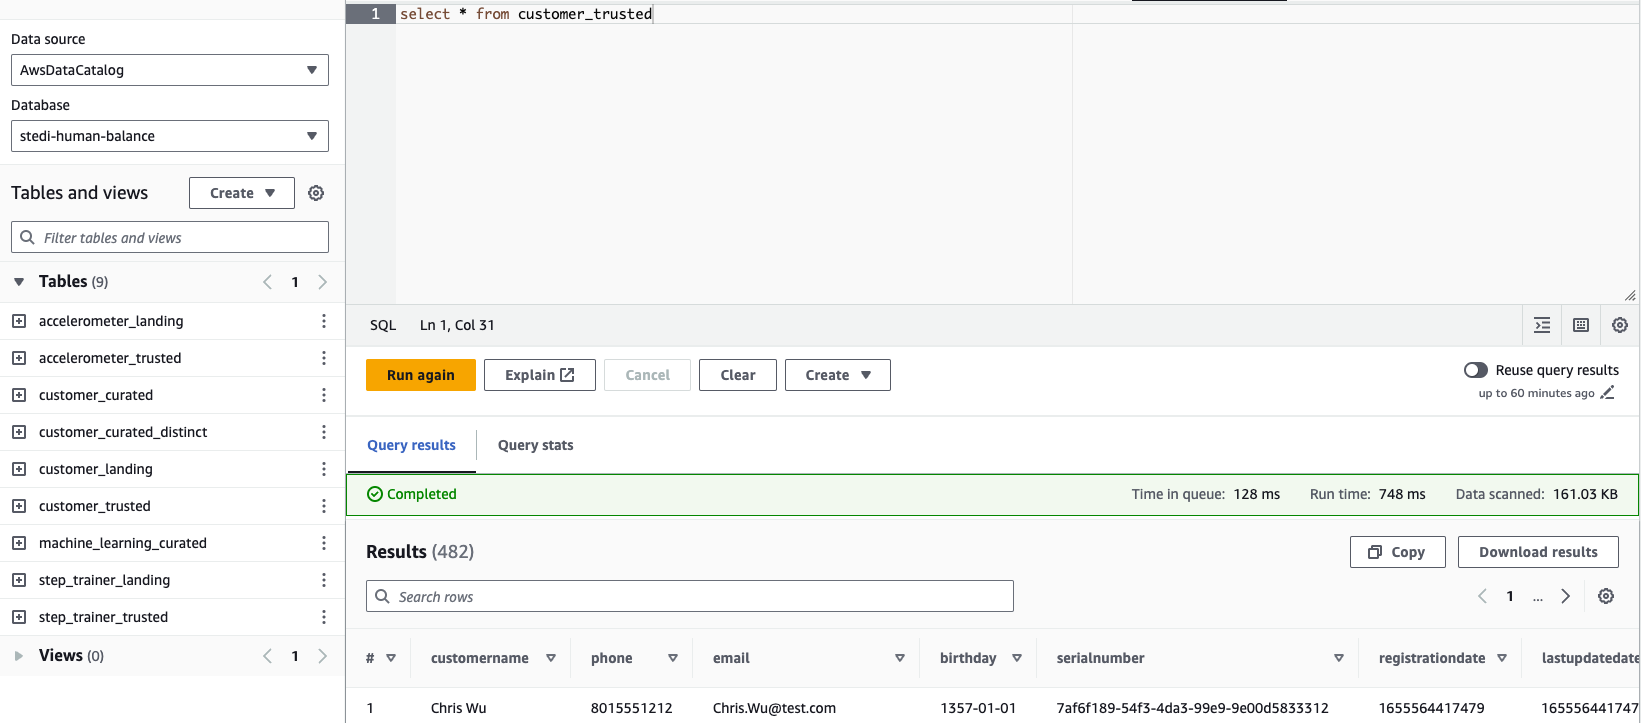 Data source
AwsDataCatalog
Database
stedi-human-balance
Tables and views
Create
Filter tables and views
Tables (9)
1
accelerometer_landing
accelerometer_trusted
customer_curated
customer_curated_distinct
customer_landing
customer_trusted
machine_learning_curated
step_trainer_landing
step_trainer_trusted
Views (0)
1
1 select * from customer_trusted
SQL Ln 1, Col 31
Run again Explain Cancel Clear Create
Reuse query results
up to 60 minutes ago
Query results Query stats
Completed Time in queue: 128 ms Run time: 748 ms Data scanned: 161.03 KB
Results (482) Copy Download results
Search rows 1 ...
# customername phone email birthday serialnumber registrationdate lastupdatedate
1 Chris Wu 8015551212 Chris.Wu@test.com 1357-01-01 7af6f189-54f3-4da3-99e9-9e00d5833312 1655564417479 165556441747